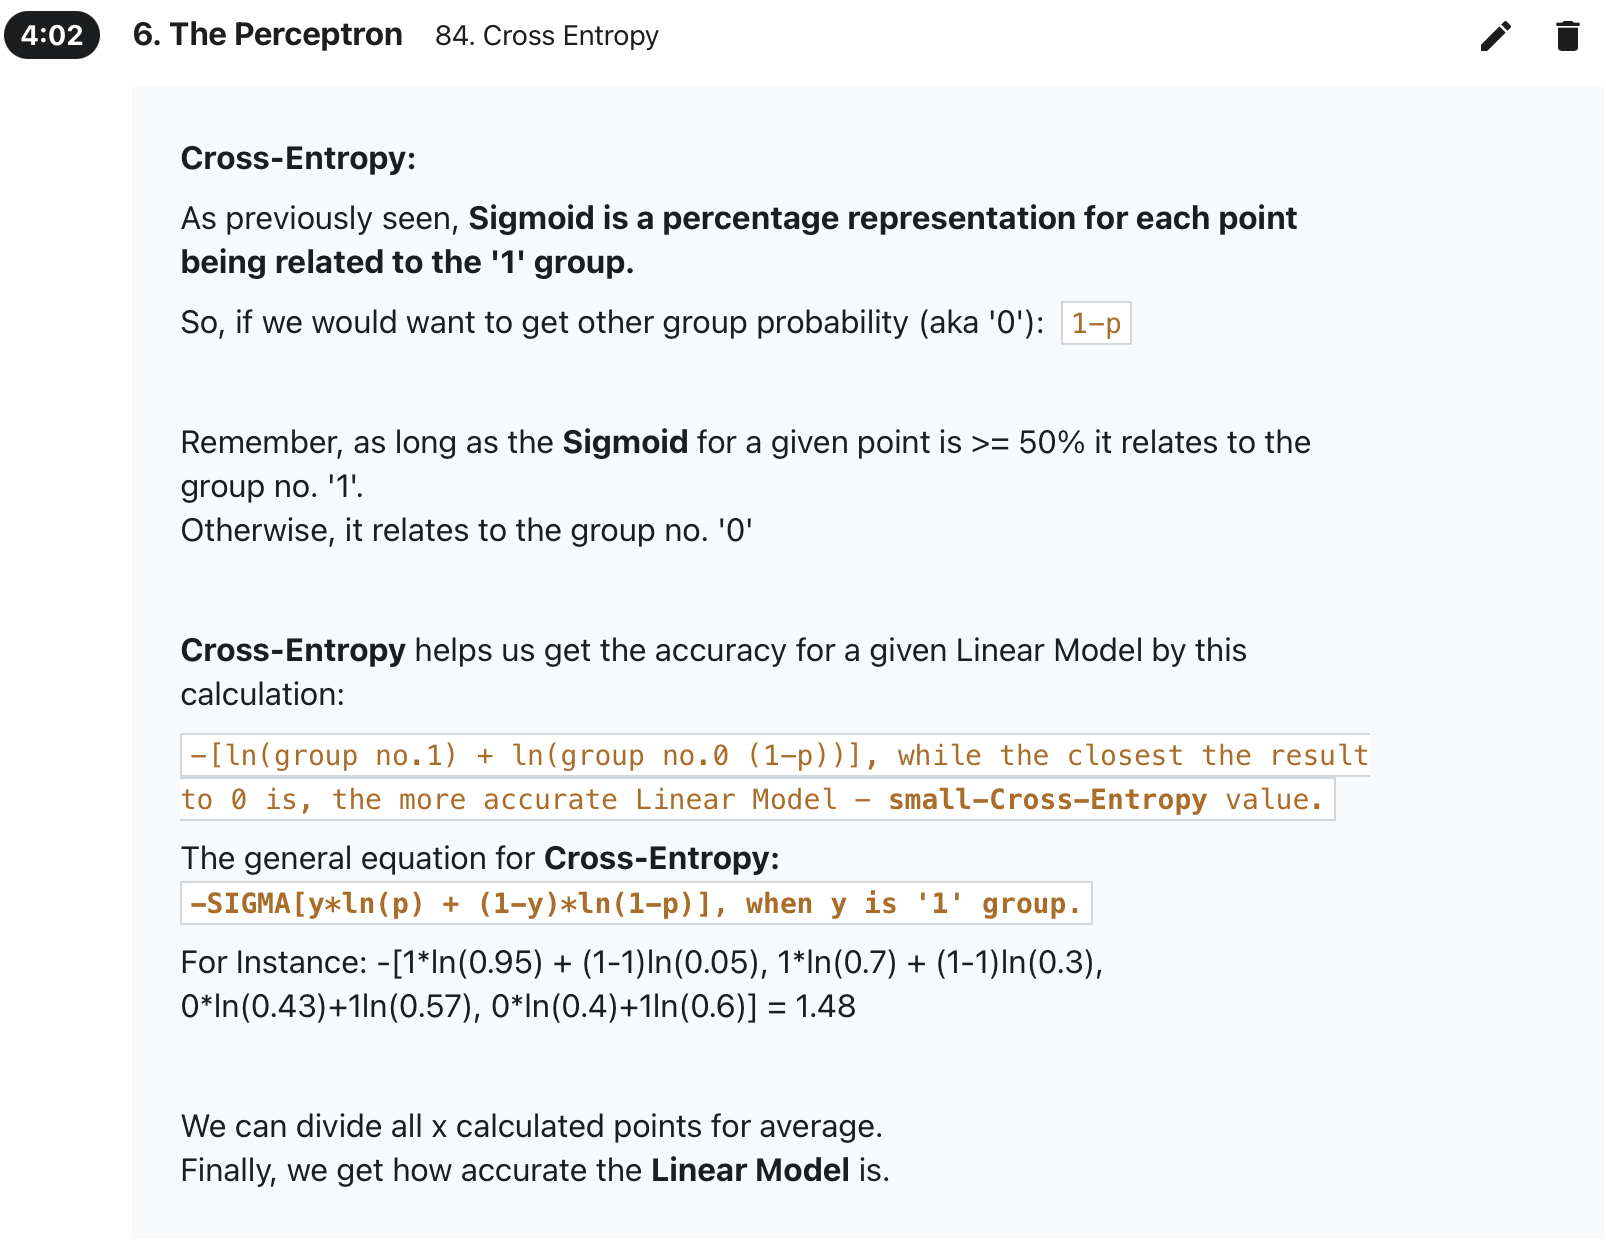 4:02 6. The Perceptron 84. Cross Entropy
Cross-Entropy:
As previously seen, Sigmoid is a percentage representation for each point
being related to the '1' group.
So, if we would want to get other group probability (aka '0'): 1-p
Remember, as long as the Sigmoid for a given point is >= 50% it relates to the
group no. '1'.
Otherwise, it relates to the group no. '0'
Cross-Entropy helps us get the accuracy for a given Linear Model by this
calculation:
-[ln(group no.1) + ln(group no.0 (1-p))], while the closest the result
to 0 is, the more accurate Linear Model - small-Cross-Entropy value.
The general equation for Cross-Entropy:
-SIGMA[y*ln(p) + (1-y)*ln(1-p)], when y is '1' group.
For Instance: -[1*ln(0.95) + (1-1)ln(0.05), 1*ln(0.7) + (1-1)ln(0.3),
0*ln(0.43)+1ln(0.57), 0*ln(0.4)+1ln(0.6)] = 1.48
We can divide all x calculated points for average.
Finally, we get how accurate the Linear Model is.